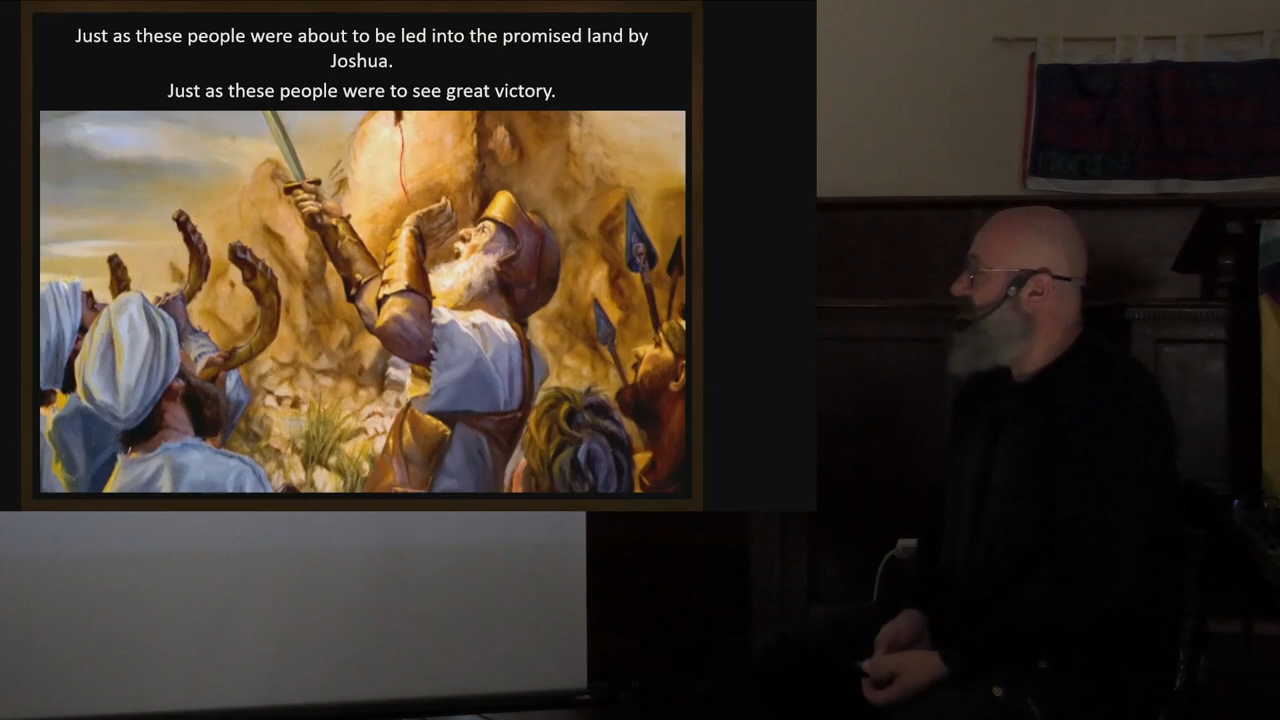 Just as these people were about to be led into the promised land by
Joshua.
Just as these people were to see great victory.